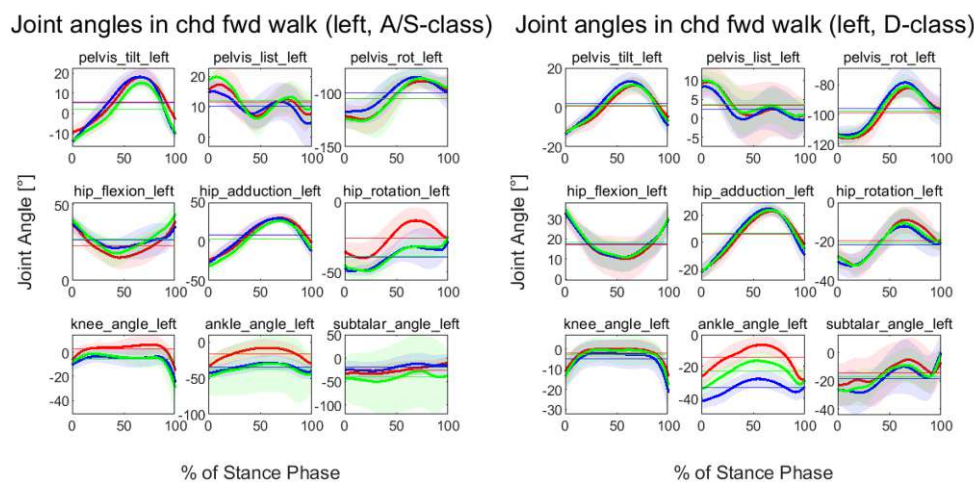 Joint angles in chd fwd walk (left, A/S-class)
pelvis_tilt_left
pelvis_list_left
pelvis_rot_left
20
10
0
-10
20
10
0
-100
-150
0 50 100
0 50 100
0 50 100
hip_flexion_left
hip_adduction_left
hip_rotation_left
50
0
50
0
-50
0
-20
-40
-60
0 50 100
0 50 100
0 50 100
knee_angle_left
ankle_angle_left
subtalar_angle_left
0
-20
-40
0
-50
-100
50
0
-50
-100
0 50 100
0 50 100
0 50 100
Joint Angle [°]
% of Stance Phase
Joint angles in chd fwd walk (left, D-class)
pelvis_tilt_left
pelvis_list_left
pelvis_rot_left
20
0
-20
10
5
0
-5
-80
-100
-120
0 50 100
0 50 100
0 50 100
hip_flexion_left
hip_adduction_left
hip_rotation_left
30
20
10
0
20
0
-20
0
-20
-40
0 50 100
0 50 100
0 50 100
knee_angle_left
ankle_angle_left
subtalar_angle_left
0
-10
-20
-30
0
-20
-40
0
-20
-40
0 50 100
0 50 100
0 50 100
Joint Angle [°]
% of Stance Phase